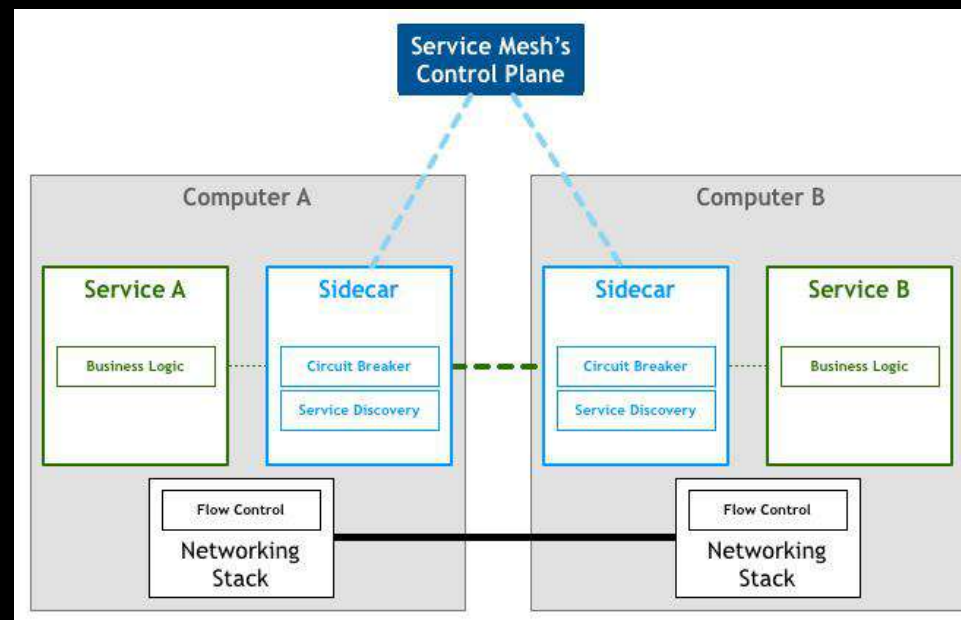 Service Mesh's
Control Plane
Computer A
Computer B
Service A
Sidecar
Sidecar
Service B
Business Logic
Circuit Breaker
Circuit Breaker
Business Logic
Service Discovery
Service Discovery
Flow Control
Flow Control
Networking
Stack
Networking
Stack